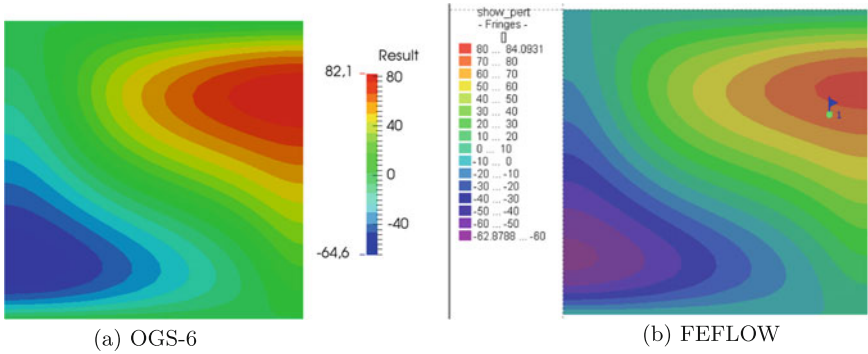 Result
82,1
80
40
0
-40
-64,6
(a) OGS-6
show_pert
- Fringes -
[]
80 ... 84.0931
70 ... 80
60 ... 70
50 ... 60
40 ... 50
30 ... 40
20 ... 30
10 ... 20
0 ... 10
-10 ... 0
-20 ... -10
-30 ... -20
-40 ... -30
-50 ... -40
-60 ... -50
-62.8788 ... -60
1
(b) FEFLOW